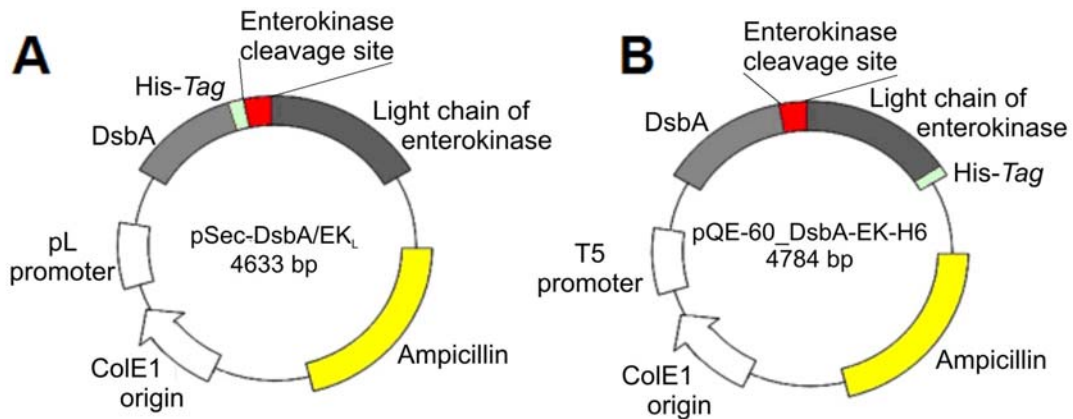 A
Enterokinase
cleavage site
His-Tag
DsbA
Light chain of
enterokinase
pL
promoter
pSec-DsbA/EKL
4633 bp
ColE1
origin
Ampicillin
B
Enterokinase
cleavage site
DsbA
Light chain of
enterokinase
His-Tag
T5
promoter
pQE-60_DsbA-EK-H6
4784 bp
ColE1
origin
Ampicillin